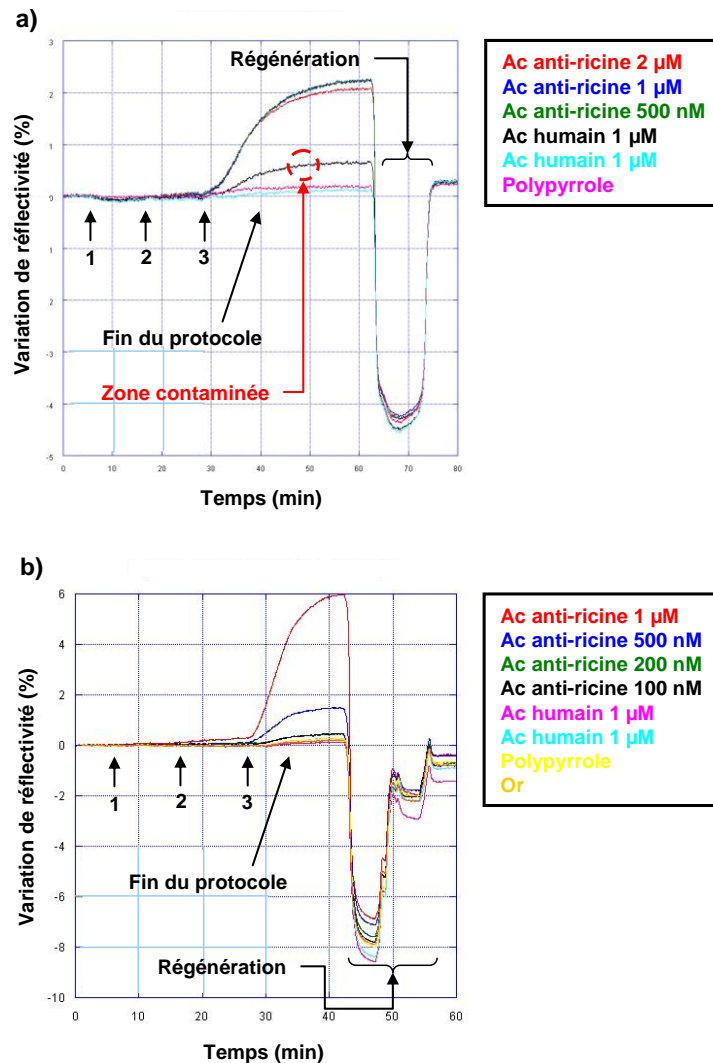 a)
Variation de réflectivité (%)
3
2
1
0
1
-3
-4
-5
Régénération
1
2
3
Fin du protocole
Zone contaminée
0
10
20
30
40
50
60
70
80
Temps (min)
Ac anti-ricine 2 µM
Ac anti-ricine 1 µM
Ac anti-ricine 500 nM
Ac humain 1 µM
Ac humain 1 µM
Polypyrrole
b)
Variation de réflectivité (%)
6
4
2
0
-2
-4
-6
-8
-10
1
2
3
Fin du protocole
Régénération
0
10
20
30
40
50
60
Temps (min)
Ac anti-ricine 1 µM
Ac anti-ricine 500 nM
Ac anti-ricine 200 nM
Ac anti-ricine 100 nM
Ac humain 1 µM
Ac humain 1 µM
Polypyrrole
Or